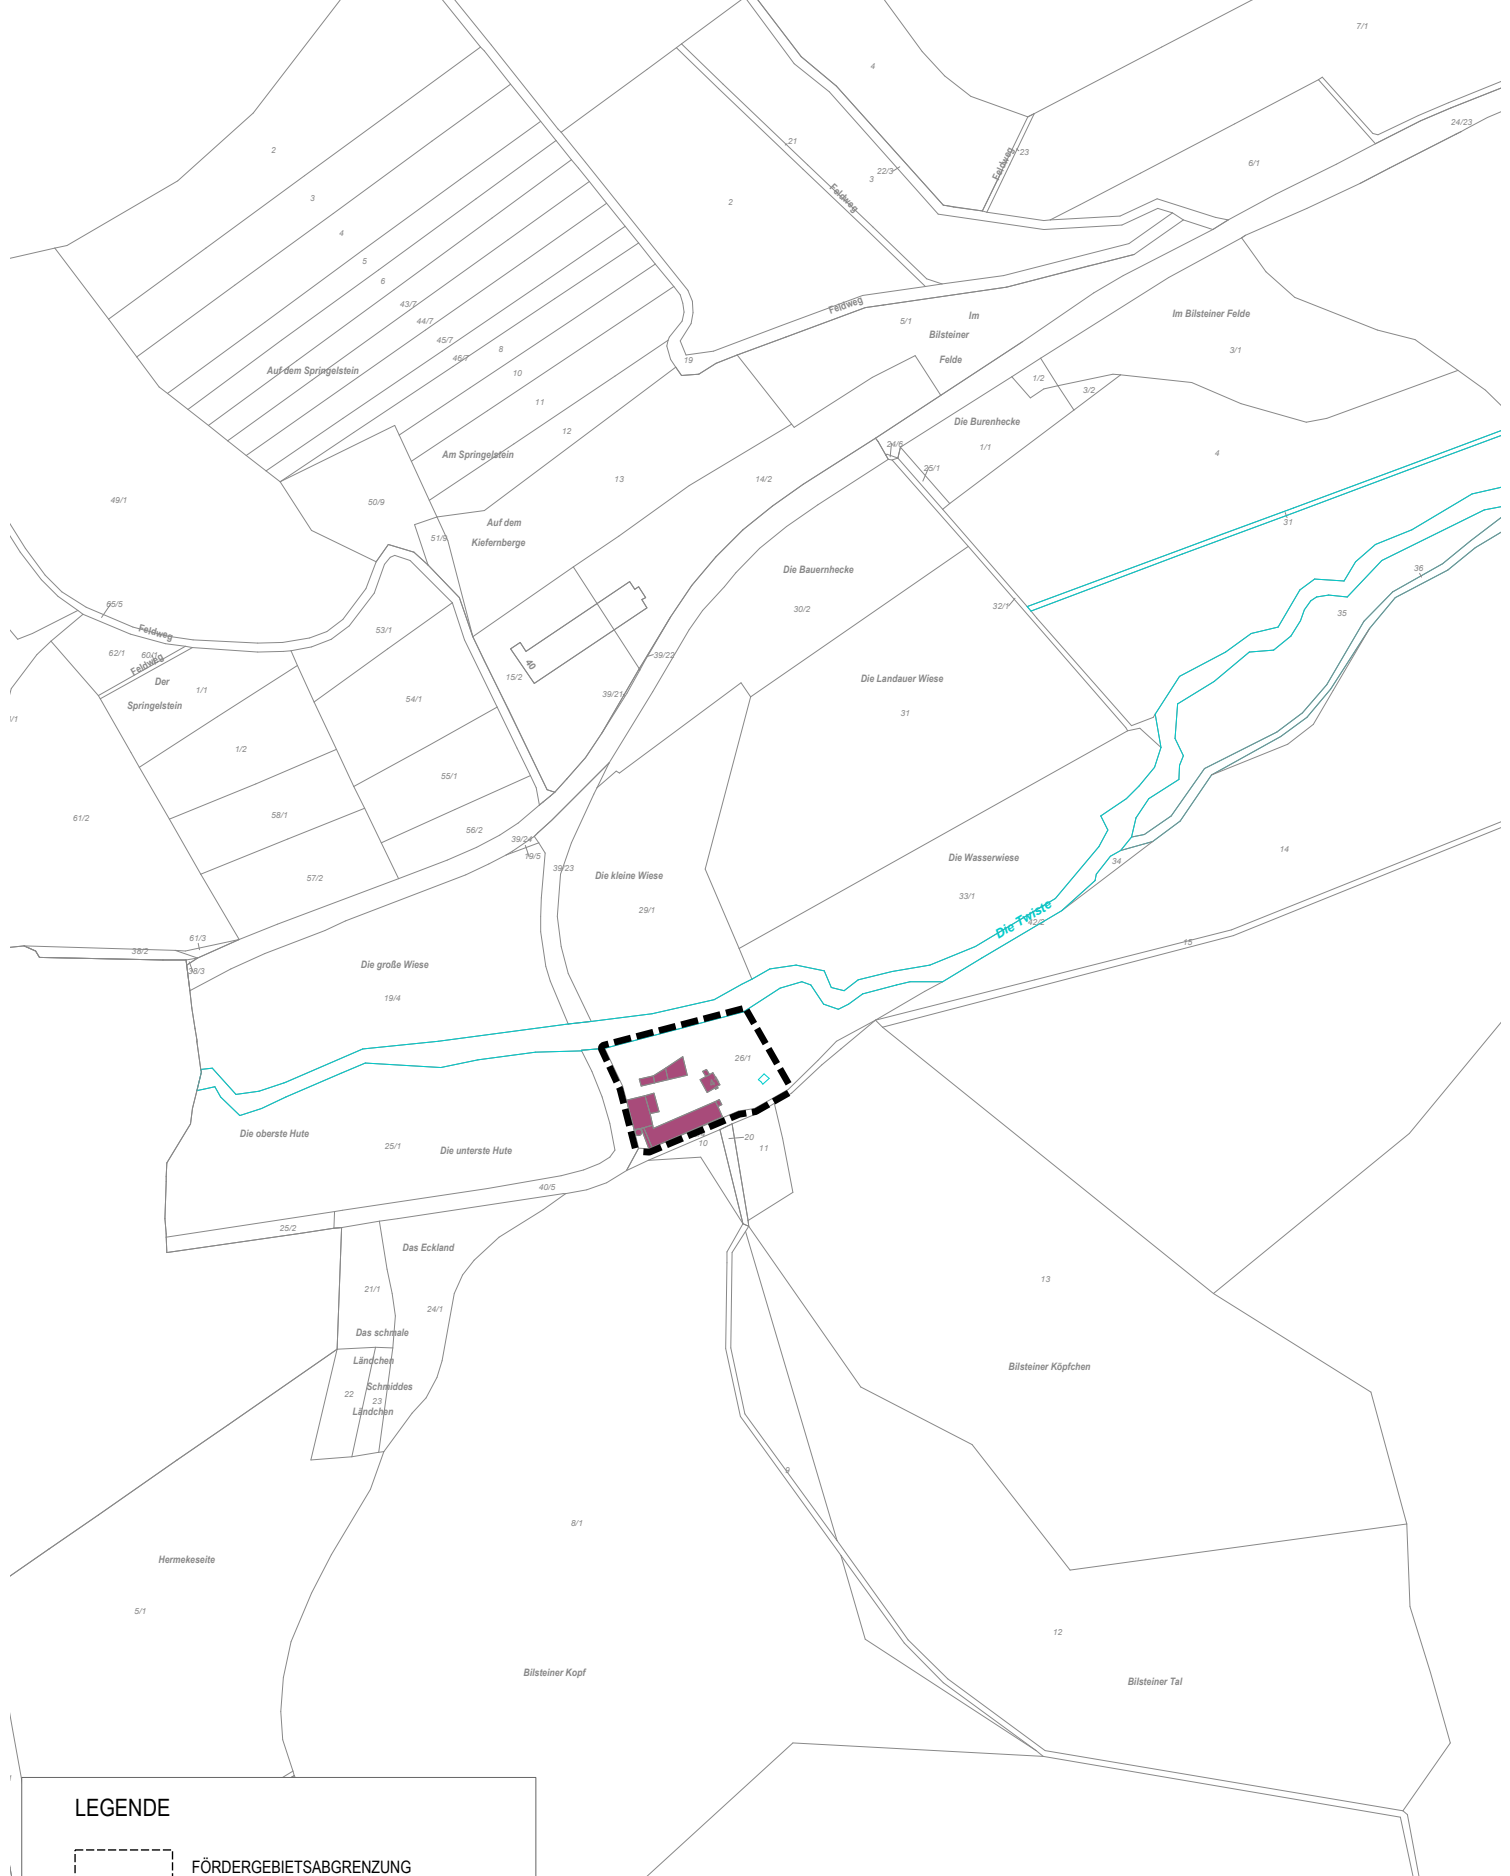 7/1
4
24/23
21
23
Feldweg
2
22/3
3
6/1
Feldweg
3
2
4
5
6
43/7
44/7
45/7
46/7
8
10
11
12
Auf dem Springelstein
19
Feldweg
5/1
Im
Bilsteiner
Felde
Im Bilsteiner Felde
3/1
1/2
3/2
Die Burenhecke
1/1
24/6
25/1
4
Am Springelstein
13
14/2
49/1
50/9
51/9
Auf dem
Kiefernberge
31
36
35
Die Bauernhecke
30/2
32/1
65/5
Feldweg
62/1
60/1
Feldweg
Der
Springelstein
1/1
53/1
40
15/2
39/22
39/21
54/1
Die Landauer Wiese
31
1/2
55/1
61/2
58/1
56/2
39/24
19/5
39/23
57/2
Die kleine Wiese
29/1
Die Wasserwiese
33/1
34
14
Die Twiste
42/2
15
61/3
38/2
38/3
Die große Wiese
19/4
26/1
Die oberste Hute
25/1
Die unterste Hute
10
20
11
40/5
25/2
Das Eckland
21/1
24/1
Das schmale
Ländchen
Schmiddes
22
23
Ländchen
13
Bilsteiner Köpfchen
9
8/1
Hermekeseite
5/1
12
Bilsteiner Kopf
Bilsteiner Tal
LEGENDE
FÖRDERGEBIETSABGRENZUNG